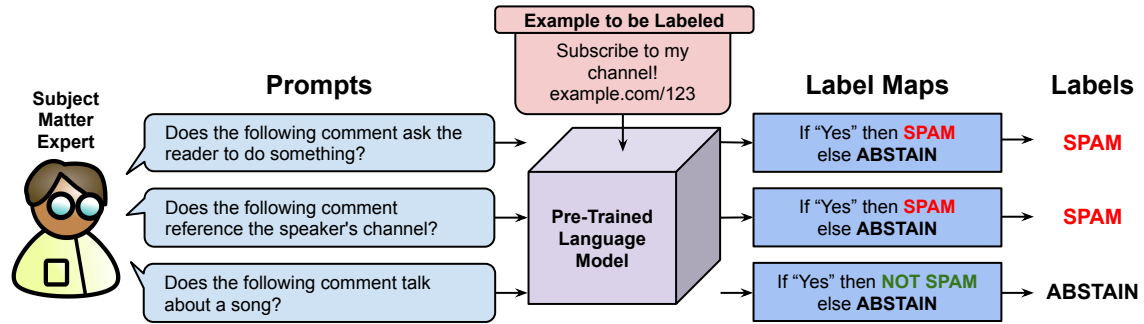 Example to be Labeled
Subscribe to my
channel!
example.com/123
Prompts
Label Maps
Labels
Subject
Matter
Expert
Does the following comment ask the
reader to do something?
If “Yes” then SPAM
else ABSTAIN
SPAM
Does the following comment
reference the speaker's channel?
Pre-Trained
Language
Model
If “Yes” then SPAM
else ABSTAIN
SPAM
Does the following comment talk
about a song?
If “Yes” then NOT SPAM
else ABSTAIN
ABSTAIN